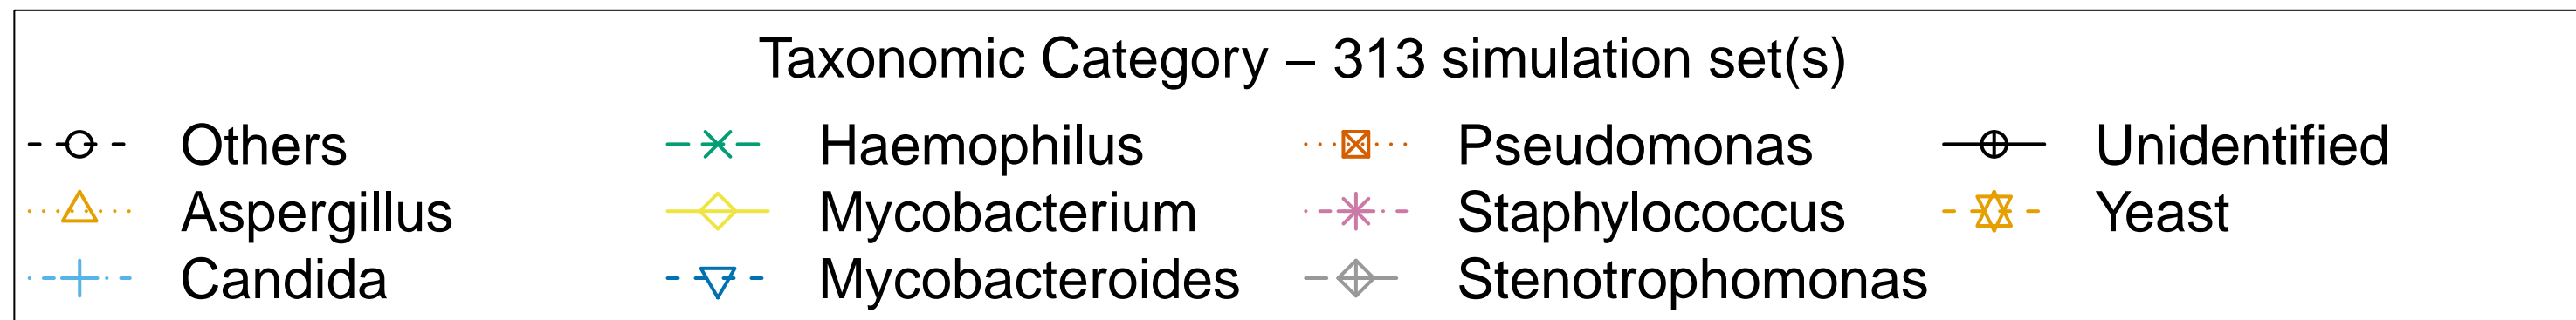 Taxonomic Category – 313 simulation set(s)
Others Haemophilus Pseudomonas Unidentified
Aspergillus Mycobacterium Staphylococcus Yeast
Candida Mycobacteroides Stenotrophomonas